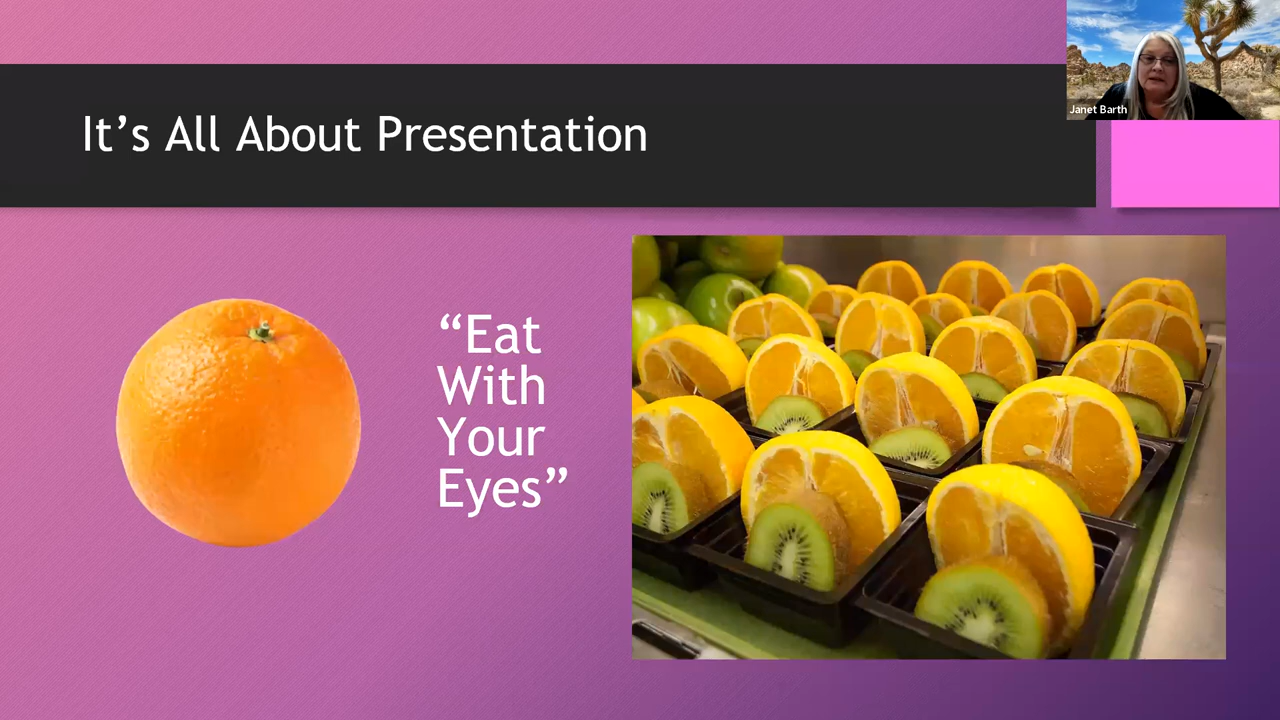 Janet Barth
It’s All About Presentation
“Eat
With
Your
Eyes”